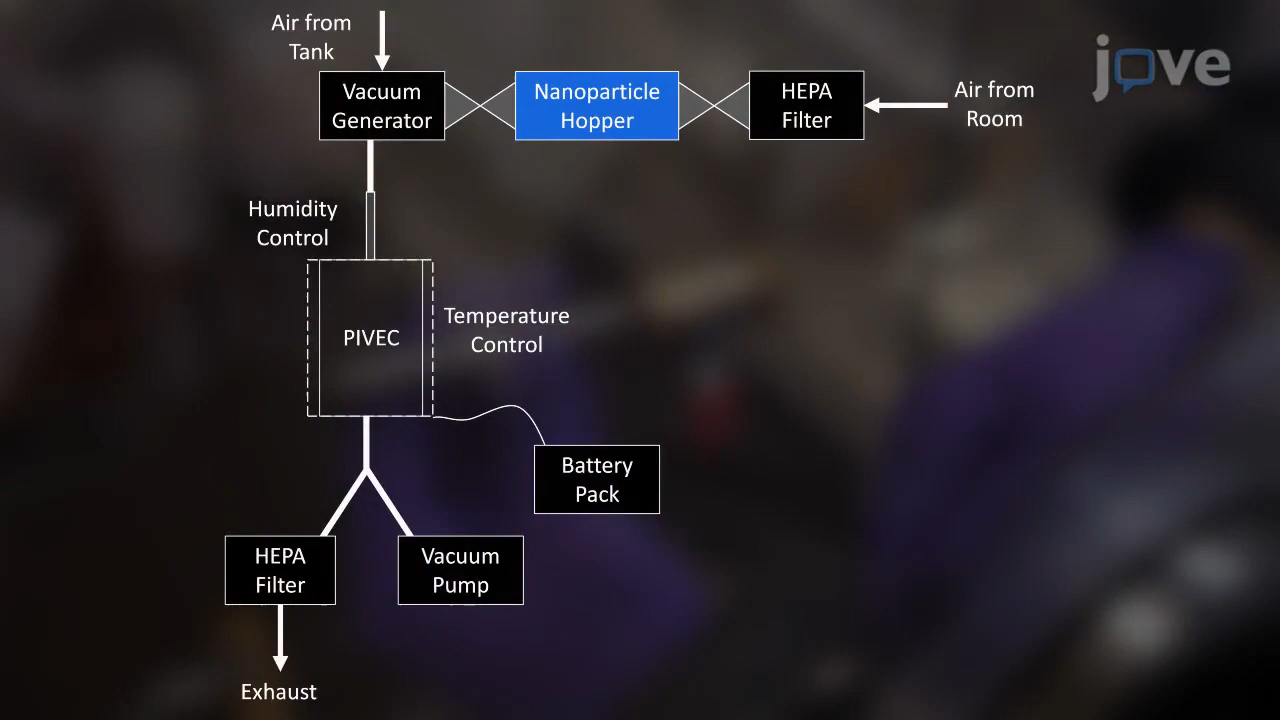 Air from
Tank
jove
Vacuum
Generator
Nanoparticle
Hopper
HEPA
Filter
Air from
Room
Humidity
Control
PIVEC
Temperature
Control
Battery
Pack
HEPA
Filter
Vacuum
Pump
Exhaust